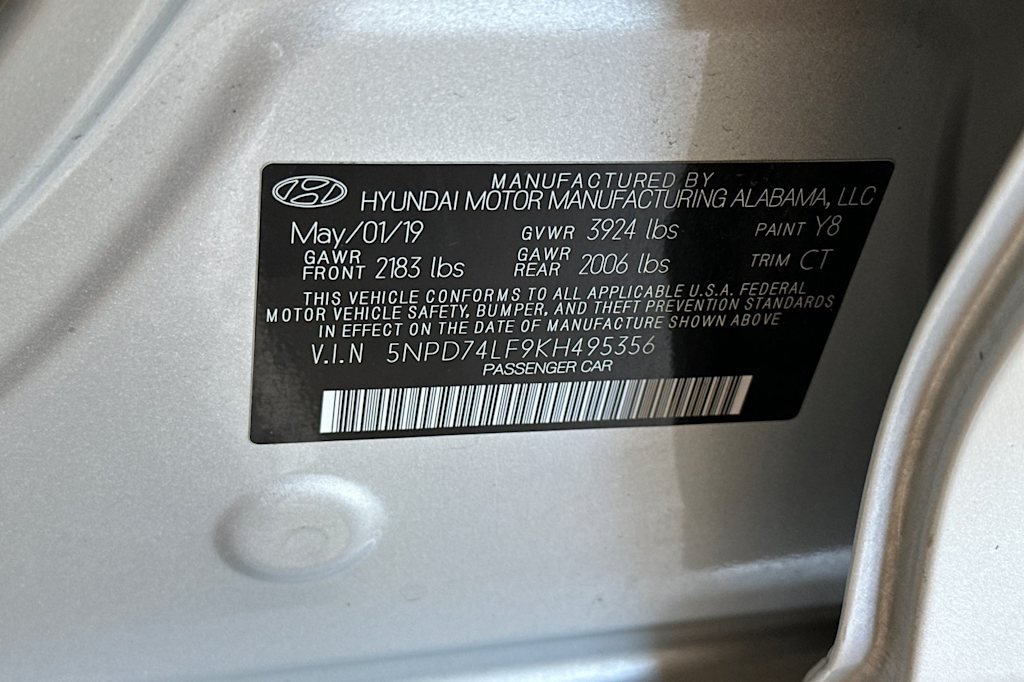 MANUFACTURED BY
HYUNDAI MOTOR MANUFACTURING ALABAMA, LLC
May/01/19 GVWR 3924 lbs PAINT Y8
GAWR FRONT 2183 lbs GAWR REAR 2006 lbs TRIM CT
THIS VEHICLE CONFORMS TO ALL APPLICABLE U.S.A. FEDERAL
MOTOR VEHICLE SAFETY, BUMPER, AND THEFT PREVENTION STANDARDS
IN EFFECT ON THE DATE OF MANUFACTURE SHOWN ABOVE
V.I.N 5NPD74LF9KH495356
PASSENGER CAR